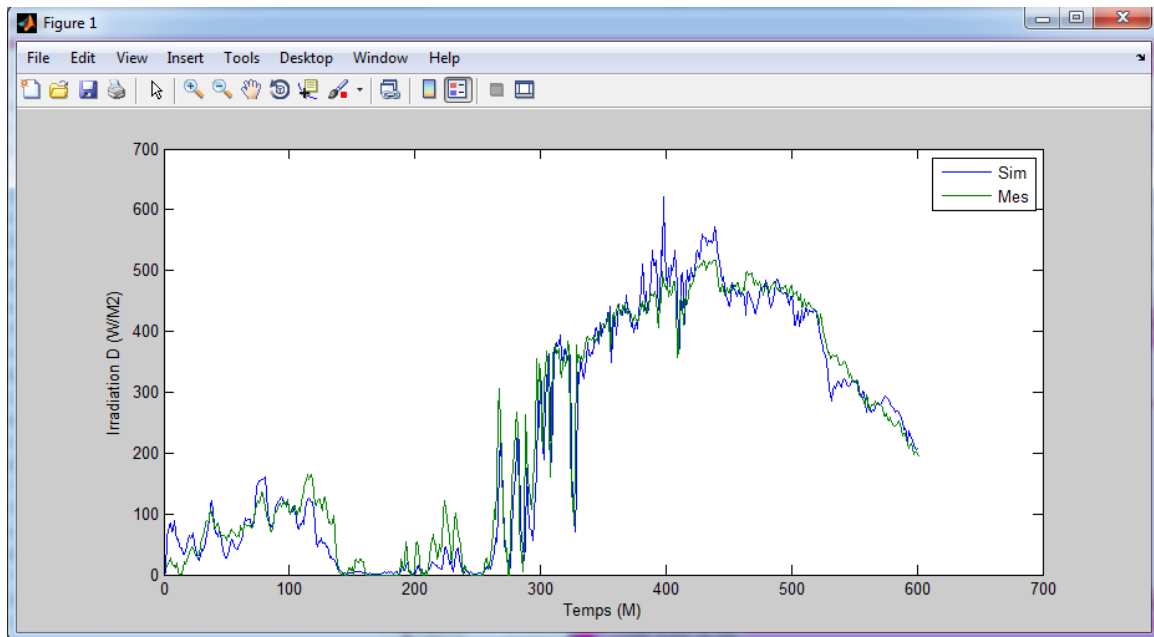 Figure 1
File Edit View Insert Tools Desktop Window Help
700
600
500
400
300
200
100
0
Irradiation D (W/M2)
Sim
Mes
0 100 200 300 400 500 600 700
Temps (M)